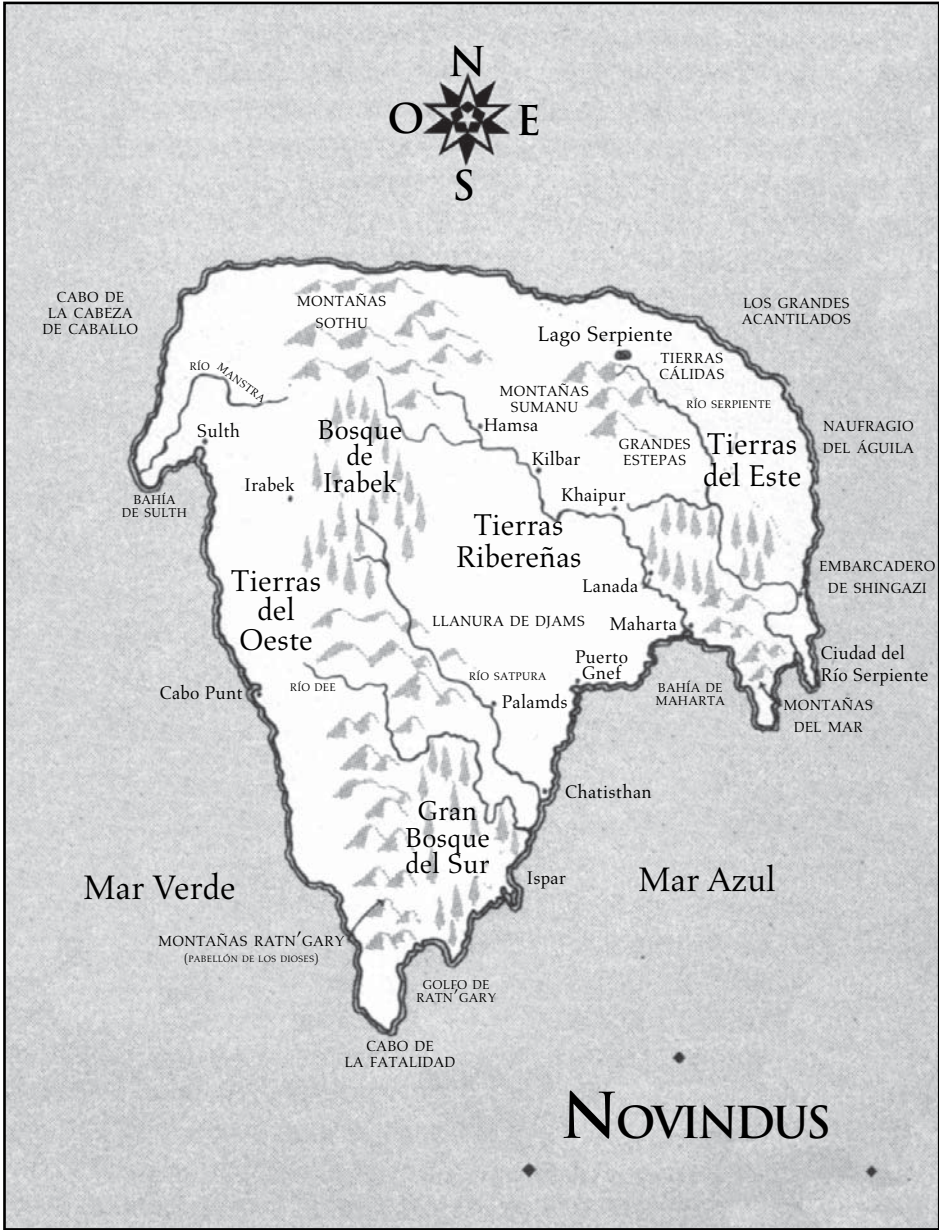 N
O
E
S
CABO DE
LA CABEZA
DE CABALLO
MONTAÑAS
SOTHU
LOS GRANDES
ACANTILADOS
Lago Serpiente
TIERRAS
CÁLIDAS
RÍO MANSTRA
MONTAÑAS
SUMANU
RÍO SERPIENTE
Sulth
Bosque
de
Irabek
Hamsa
GRANDES
ESTEPAS
Tierras
del Este
NAUFRAGIO
DEL ÁGUILA
Kilbar
Irabek
BAHÍA
DE SULTH
Khaipur
Tierras
Ribereñas
Tierras
del
Oeste
Lanada
EMBARCADERO
DE SHINGAZI
LLANURA DE DJAMS
Maharta
Ciudad del
Río Serpiente
Puerto
Gnef
Cabo Punt
RÍO DEE
RÍO SATPURA
BAHÍA DE
MAHARTA
Palamds
MONTAÑAS
DEL MAR
Chatisthan
Gran
Bosque
del Sur
Ispar
Mar Verde
Mar Azul
MONTAÑAS RATN'GARY
(PABELLÓN DE LOS DIOSES)
GOLFO DE
RATN'GARY
CABO DE
LA FATALIDAD
NOVINDUS